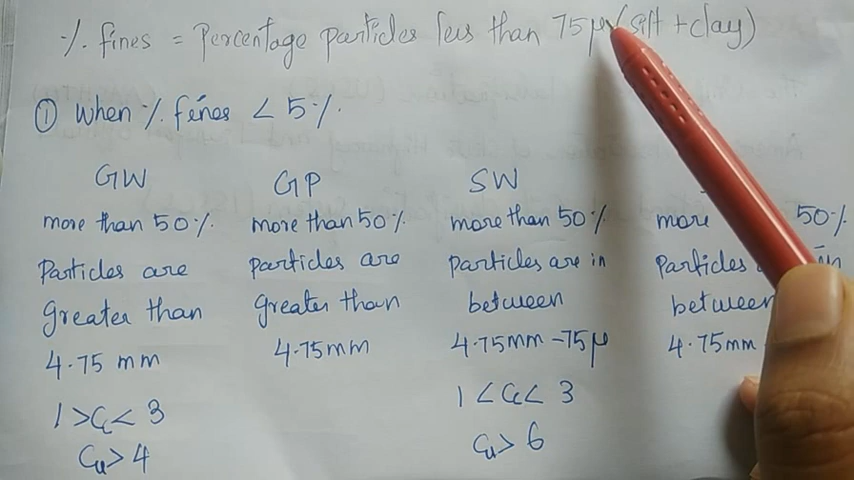 % fines = Percentage particles less than 75μ (silt + clay)
① When % fines < 5%.
GW
more than 50%.
Particles are
Greater than
4.75 mm
1 > Cc < 3
Cu > 4
GP
more than 50%
particles are
greater than
4.75mm
SW
more than 50%
particles are in
between
4.75mm - 75μ
1 < Cc < 3
Cu > 6
more 50%
Particles in
between
4.75mm